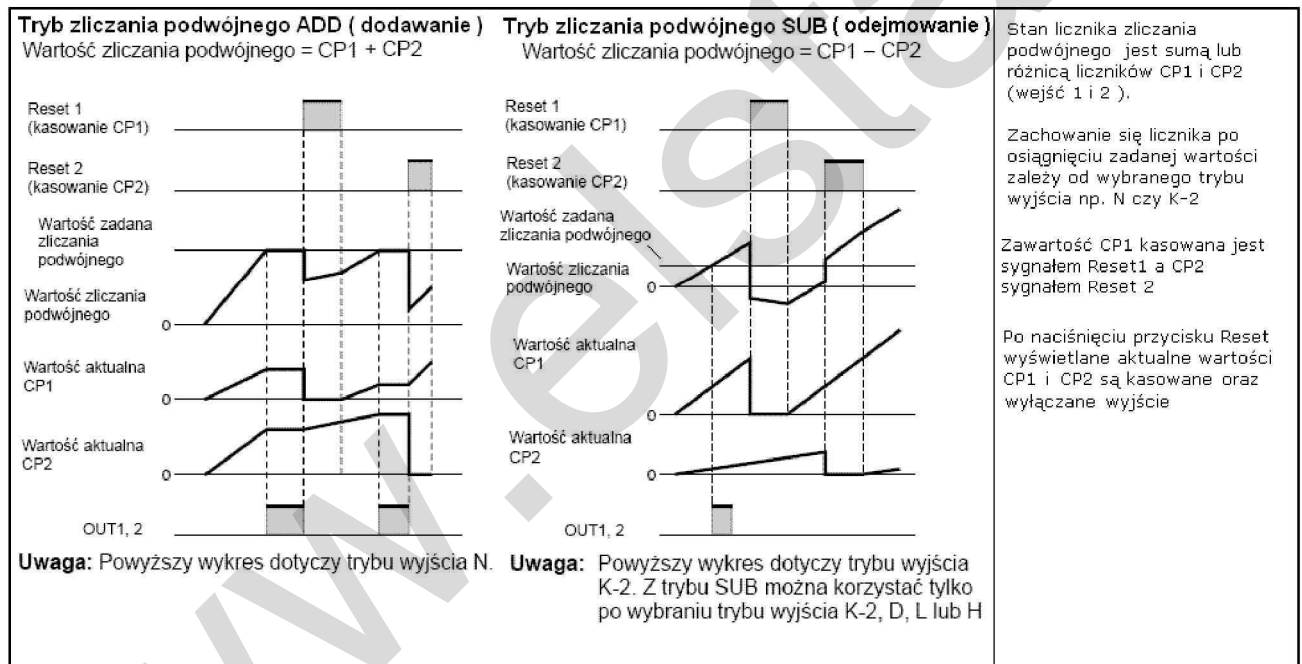 Tryb zliczania podwójnego ADD ( dodawanie )
Wartość zliczania podwójnego = CP1 + CP2
Reset 1
(kasowanie CP1)
Reset 2
(kasowanie CP2)
Wartość zadana
zliczania
podwójnego
Wartość zliczania
podwójnego
0
Wartość aktualna
CP1
0
Wartość aktualna
CP2
0
OUT1, 2
Uwaga: Powyższy wykres dotyczy trybu wyjścia N.
Tryb zliczania podwójnego SUB ( odejmowanie )
Wartość zliczania podwójnego = CP1 – CP2
Reset 1
(kasowanie CP1)
Reset 2
(kasowanie CP2)
Wartość zadana
zliczania podwójnego
Wartość zliczania
podwójnego
0
Wartość aktualna
CP1
0
Wartość aktualna
CP2
0
OUT1, 2
Uwaga: Powyższy wykres dotyczy trybu wyjścia
K-2. Z trybu SUB można korzystać tylko
po wybraniu trybu wyjścia K-2, D, L lub H
Stan licznika zliczania
podwójnego jest sumą lub
różnicą liczników CP1 i CP2
(wejść 1 i 2 ).
Zachowanie się licznika po
osiągnięciu zadanej wartości
zależy od wybranego trybu
wyjścia np. N czy K-2
Zawartość CP1 kasowana jest
sygnałem Reset1 a CP2
sygnałem Reset 2
Po naciśnięciu przycisku Reset
wyświetlane aktualne wartości
CP1 i CP2 są kasowane oraz
wyłączane wyjście